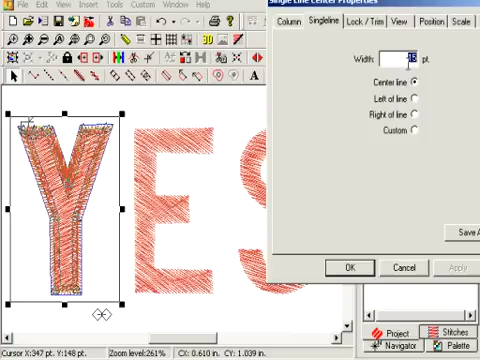 Single Line Center Properties
File Edit View Insert Tools Custom Window Help
Column Singleline Lock / Trim View Position Scale
3D
A
Width: 15 pt.
Center line
Left of line
Right of line
Custom
YES
Save A
OK Cancel Apply
Project Stitches
Navigator Palette
Cursor X:347 pt. Y:148 pt. Zoom level:261% CX: 0.610 in. CY: 1.039 in.